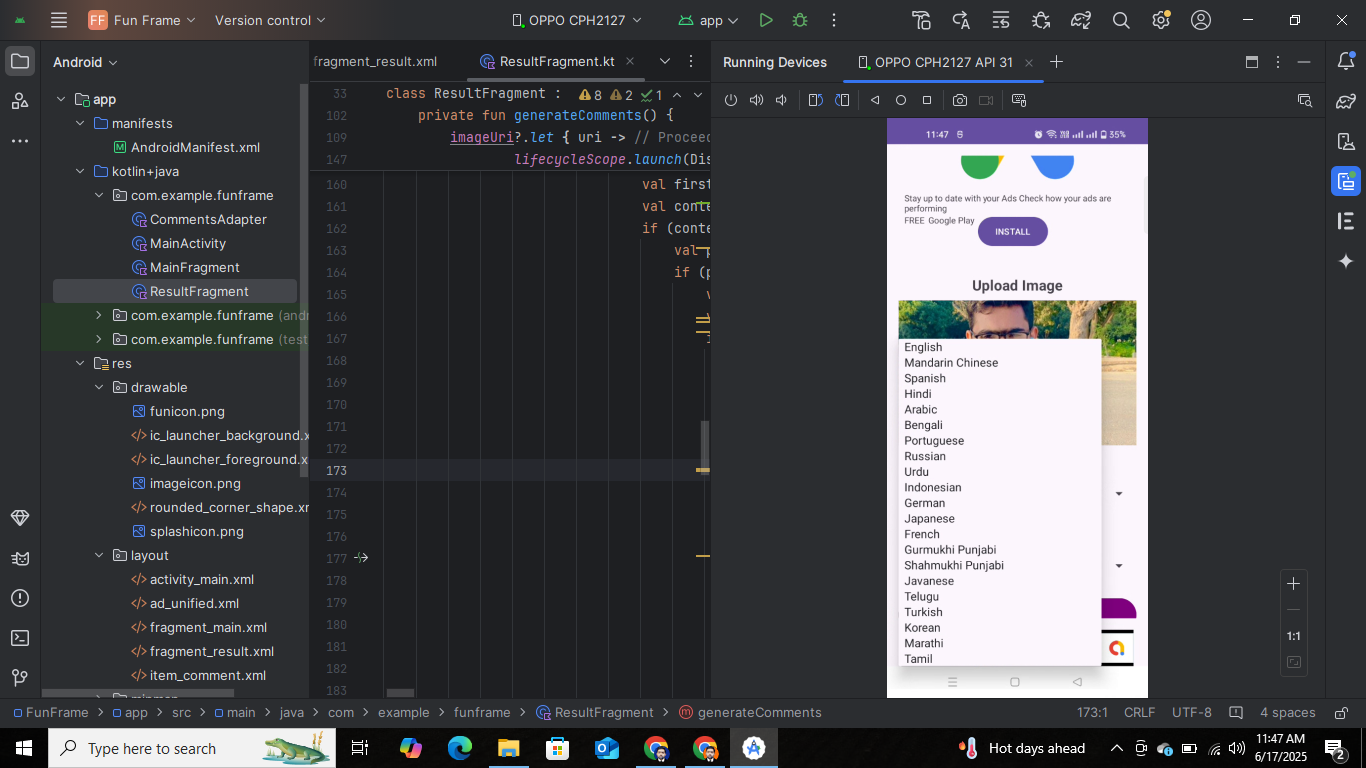 FF Fun Frame Version control OPPO CPH2127 app
Android
app
manifests
AndroidManifest.xml
kotlin+java
com.example.funframe
CommentsAdapter
MainActivity
MainFragment
ResultFragment
com.example.funframe (andr
com.example.funframe (test
res
drawable
funicon.png
ic_launcher_background.x
ic_launcher_foreground.x
imageicon.png
rounded_corner_shape.xr
splashicon.png
layout
activity_main.xml
ad_unified.xml
fragment_main.xml
fragment_result.xml
item_comment.xml
fragment_result.xml ResultFragment.kt
33 class ResultFragment : 8 2 1
102 private fun generateComments() {
109 imageUri?.let { uri -> // Proceed
147 lifecycleScope.launch(Dis
160 val first
161 val conte
162 if (conte
163 val p
164 if (p
165 v
166
167
168
169
170
171
172
173
174
175
176
177
178
179
180
181
182
183
Running Devices OPPO CPH2127 API 31
11:47 35%
Stay up to date with your Ads Check how your ads are
performing
FREE Google Play INSTALL
Upload Image
English
Mandarin Chinese
Spanish
Hindi
Arabic
Bengali
Portuguese
Russian
Urdu
Indonesian
German
Japanese
French
Gurmukhi Punjabi
Shahmukhi Punjabi
Javanese
Telugu
Turkish
Korean
Marathi
Tamil
1:1
FunFrame > app > src > main > java > com > example > funframe > ResultFragment > generateComments
173:1 CRLF UTF-8 4 spaces
Type here to search
Hot days ahead
11:47 AM
6/17/2025
2